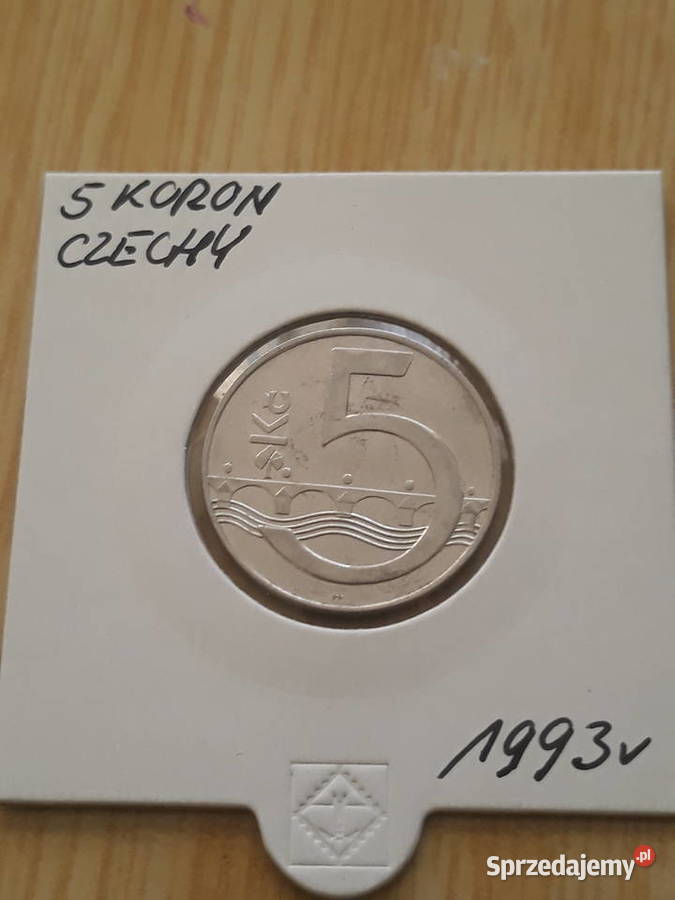 5 KORON
CZECHY
5
Kč
1993r
Sprzedajemy.pl